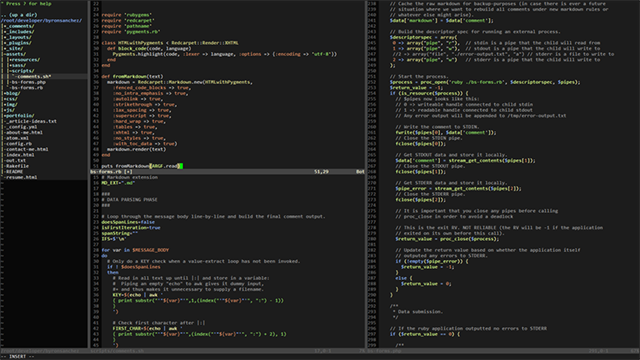 " Press ? for help
.. (up a dir)
/root/developer/byronsanchez/
+_comments/
+_includes/
+_layouts/
+_plugins/
+_site/
-assets/
+resources/
+sass/
-scripts/
-comments.sh*
-bs-forms.php
-bs-forms.rb
+blog/
+css/
+img/
+js/
+portfolio/
-_article-ideas.txt
-_config.yml
-about-me.html
-atom.xml
-config.rb
-contact-me.html
-index.html
-out.txt
-Rakefile
-README
-resume.html
require 'rubygems'
require 'redcarpet'
require 'pathname'
require 'pygments.rb'
class HTMLwithPygments < Redcarpet::Render::XHTML
def block_code(code, language)
Pygments.highlight(code, :lexer => language, :options => {:encoding => 'utf-8'})
end
end
def fromMarkdown(text)
markdown = Redcarpet::Markdown.new(HTMLwithPygments,
:fenced_code_blocks => true,
:no_intra_emphasis => true,
:autolink => true,
:strikethrough => true,
:lax_spacing => true,
:superscript => true,
:hard_wrap => true,
:tables => true,
:xhtml => true,
:no_styles => true,
:with_toc_data => true)
markdown.render(text)
end
puts fromMarkdown(ARGF.read)
bs-forms.rb [+] 51,29 Bot
# Markdown extension
MD_EXT=".md"
###
# DATA PARSING PHASE
###
# Loop through the message body line-by-line and build the final comment output.
doesSpanLines=false
isFirstIteration=true
spanString=""
IFS=$'\n'
for var in $MESSAGE_BODY
do
# Only do a KEY check when a value-extract loop has not been invoked.
if ! $doesSpanLines
then
# Read in all text up until |:| and store in a variable:
# Piping an empty "echo" to awk gives it dummy input,
# and thus makes it unnecessary to supply a filename.
KEY=$(echo | awk '
{ print substr("'"${var}"'",1,(index("'"${var}"'", ":") - 1))
}
')
# Check first character after |:|
FIRST_CHAR=$(echo | awk '
{ print substr("'"${var}"'",(index("'"${var}"'", ":") + 2), 1)
}
')
// Cache the raw markdown for backup purposes (in case there is ever a future
// situation where we want to rebuild all comments under new markdown rules or
// whatever else might arise).
$data['markdown'] = $data['comment'];
// Build the descriptor spec for running an external process.
$descriptorspec = array(
0 => array("pipe", "r"), // stdin is a pipe that the child will read from
1 => array("pipe", "w"), // stdout is a pipe that the child will write to
2 => array("pipe", "w") // stderr is a pipe that the child will write to
);
// Start the process.
$process = proc_open('ruby ./bs-forms.rb', $descriptorspec, $pipes);
$return_value = -1;
if (is_resource($process)) {
// $pipes now looks like this:
// 0 => writeable handle connected to child stdin
// 1 => readable handle connected to child stdout
// Any error output will be appended to /tmp/error-output.txt
// Write the comment to STDIN.
fwrite($pipes[0], $data['comment']);
// Close the STDIN pipe.
fclose($pipes[0]);
// Get STDOUT data and store it locally.
$data['comment'] = stream_get_contents($pipes[1]);
// Close the STDOUT pipe.
fclose($pipes[1]);
// Get STDERR data and store it locally.
$pipe_error = stream_get_contents($pipes[2]);
// Close the STDERR pipe.
fclose($pipes[2]);
// It is important that you close any pipes before calling
// proc_close in order to avoid a deadlock
// This is the exit RV. NOT RELIABLE (the RV will be -1 if the application
// exited on its own before this call).
$return_value = proc_close($process);
// Update the return value based on whether the application itself
// outputted any errors to STDERR.
if (!empty($pipe_error)) {
$return_value = -1;
}
else {
$return_value = 0;
}
}
/**
* Data submission.
*/
// If the ruby application outputted no errors to STDERR
if ($return_value == 0) {
/**
-- INSERT --